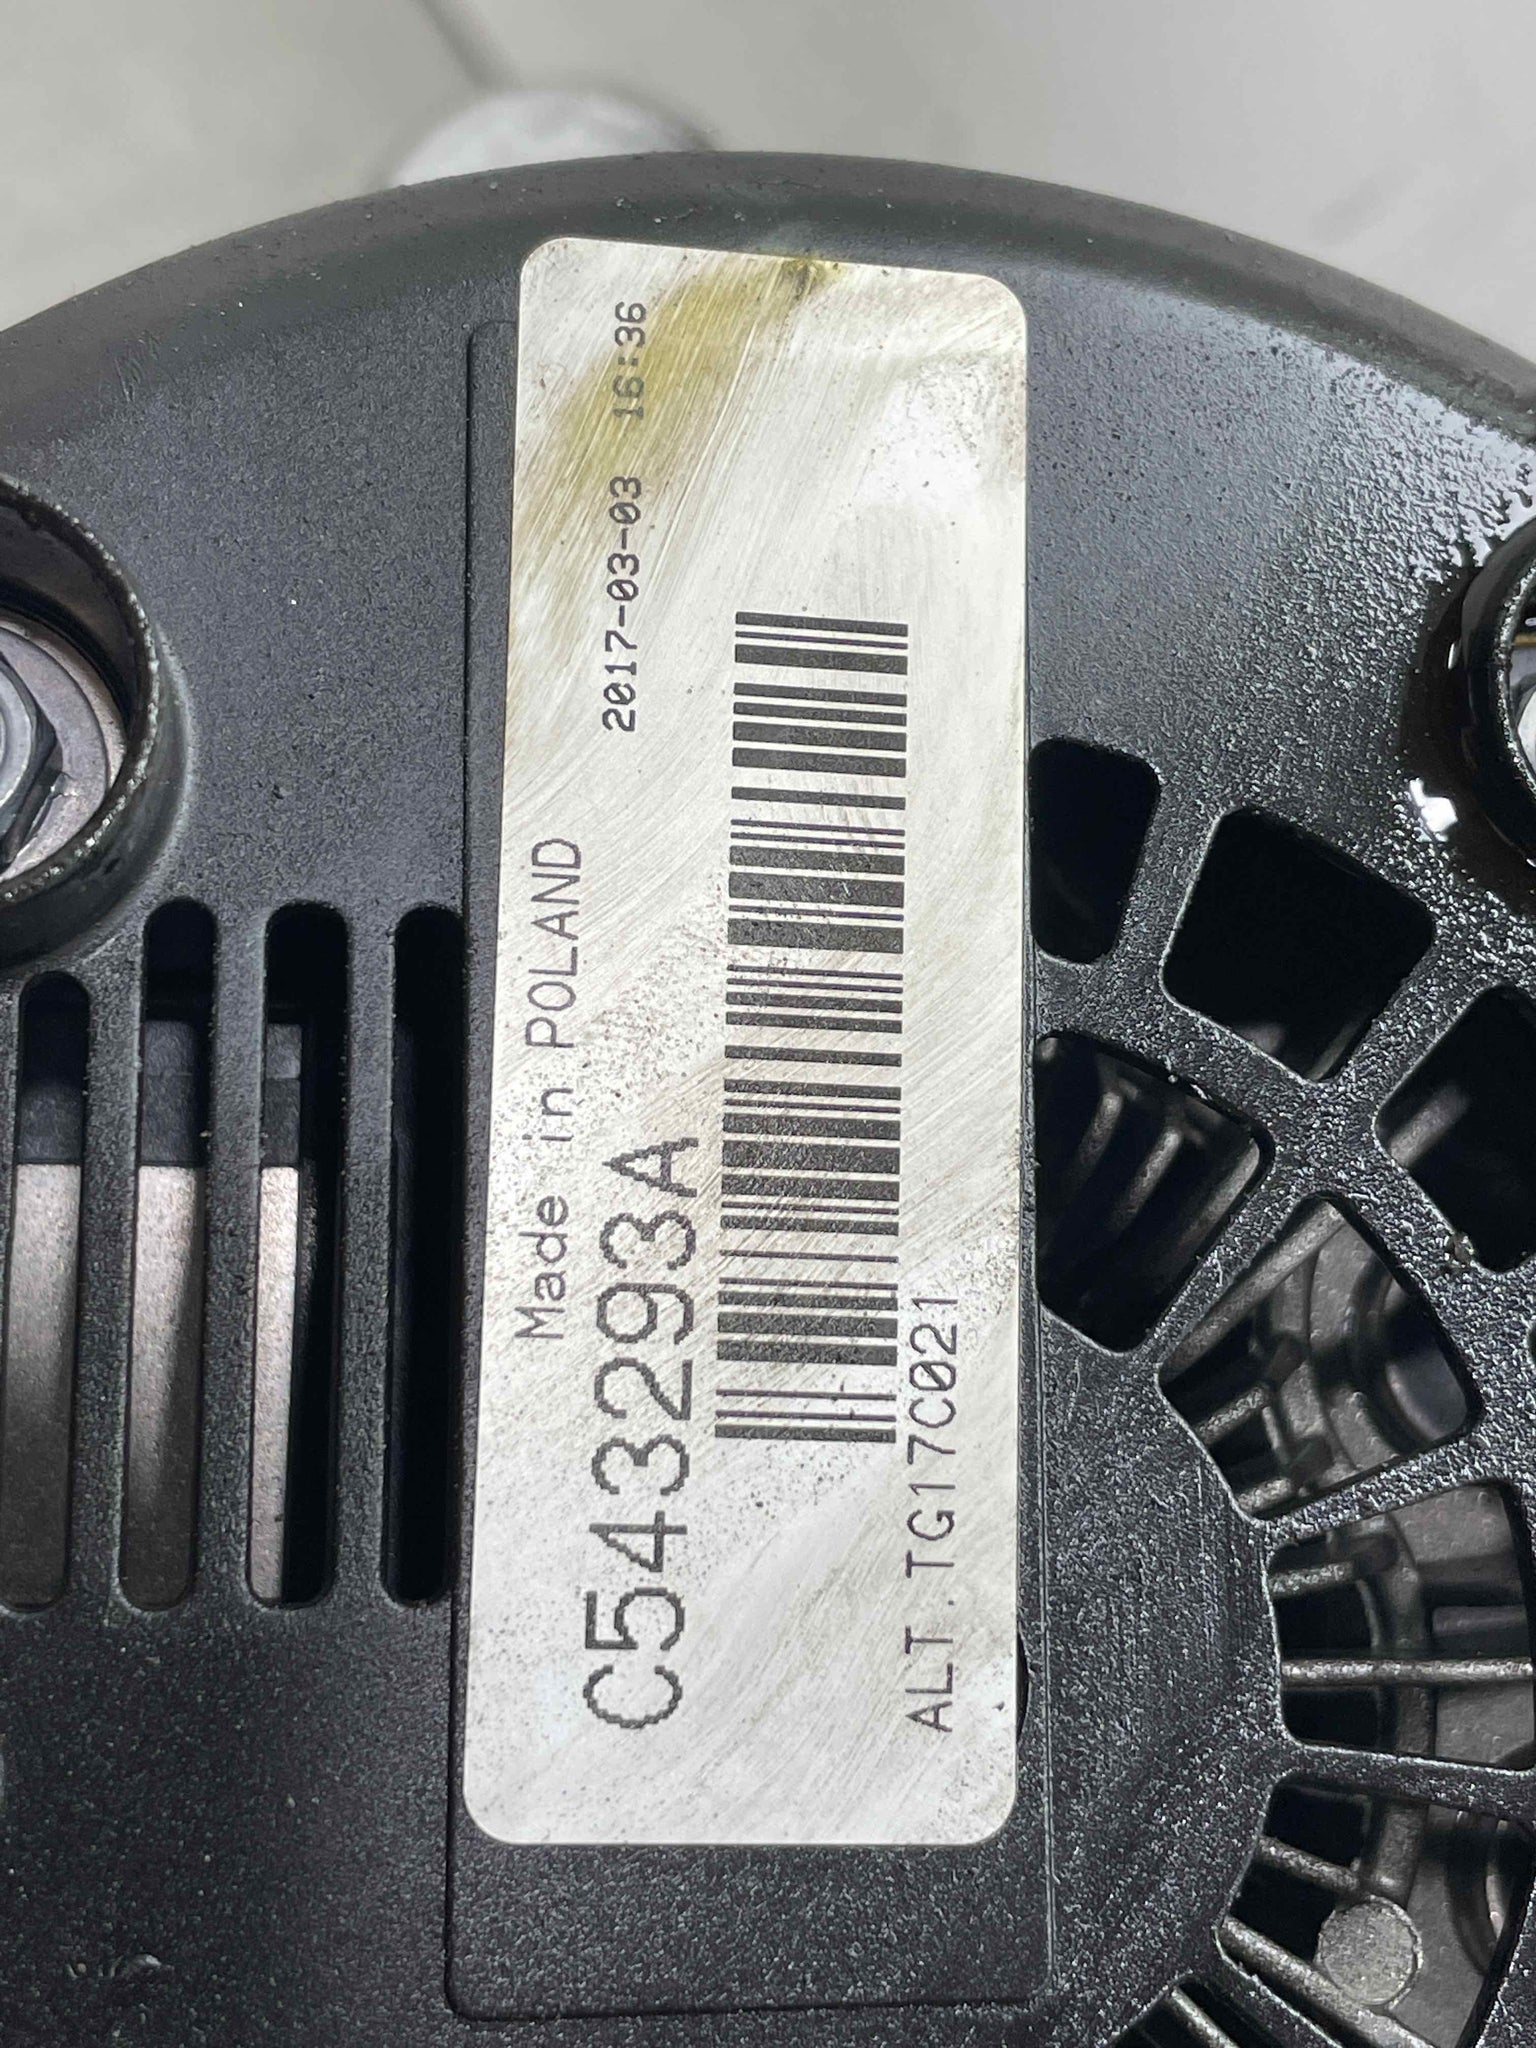 2017-03-03 16:36
Made in POLAND
C543293A
ALT.TG17C021